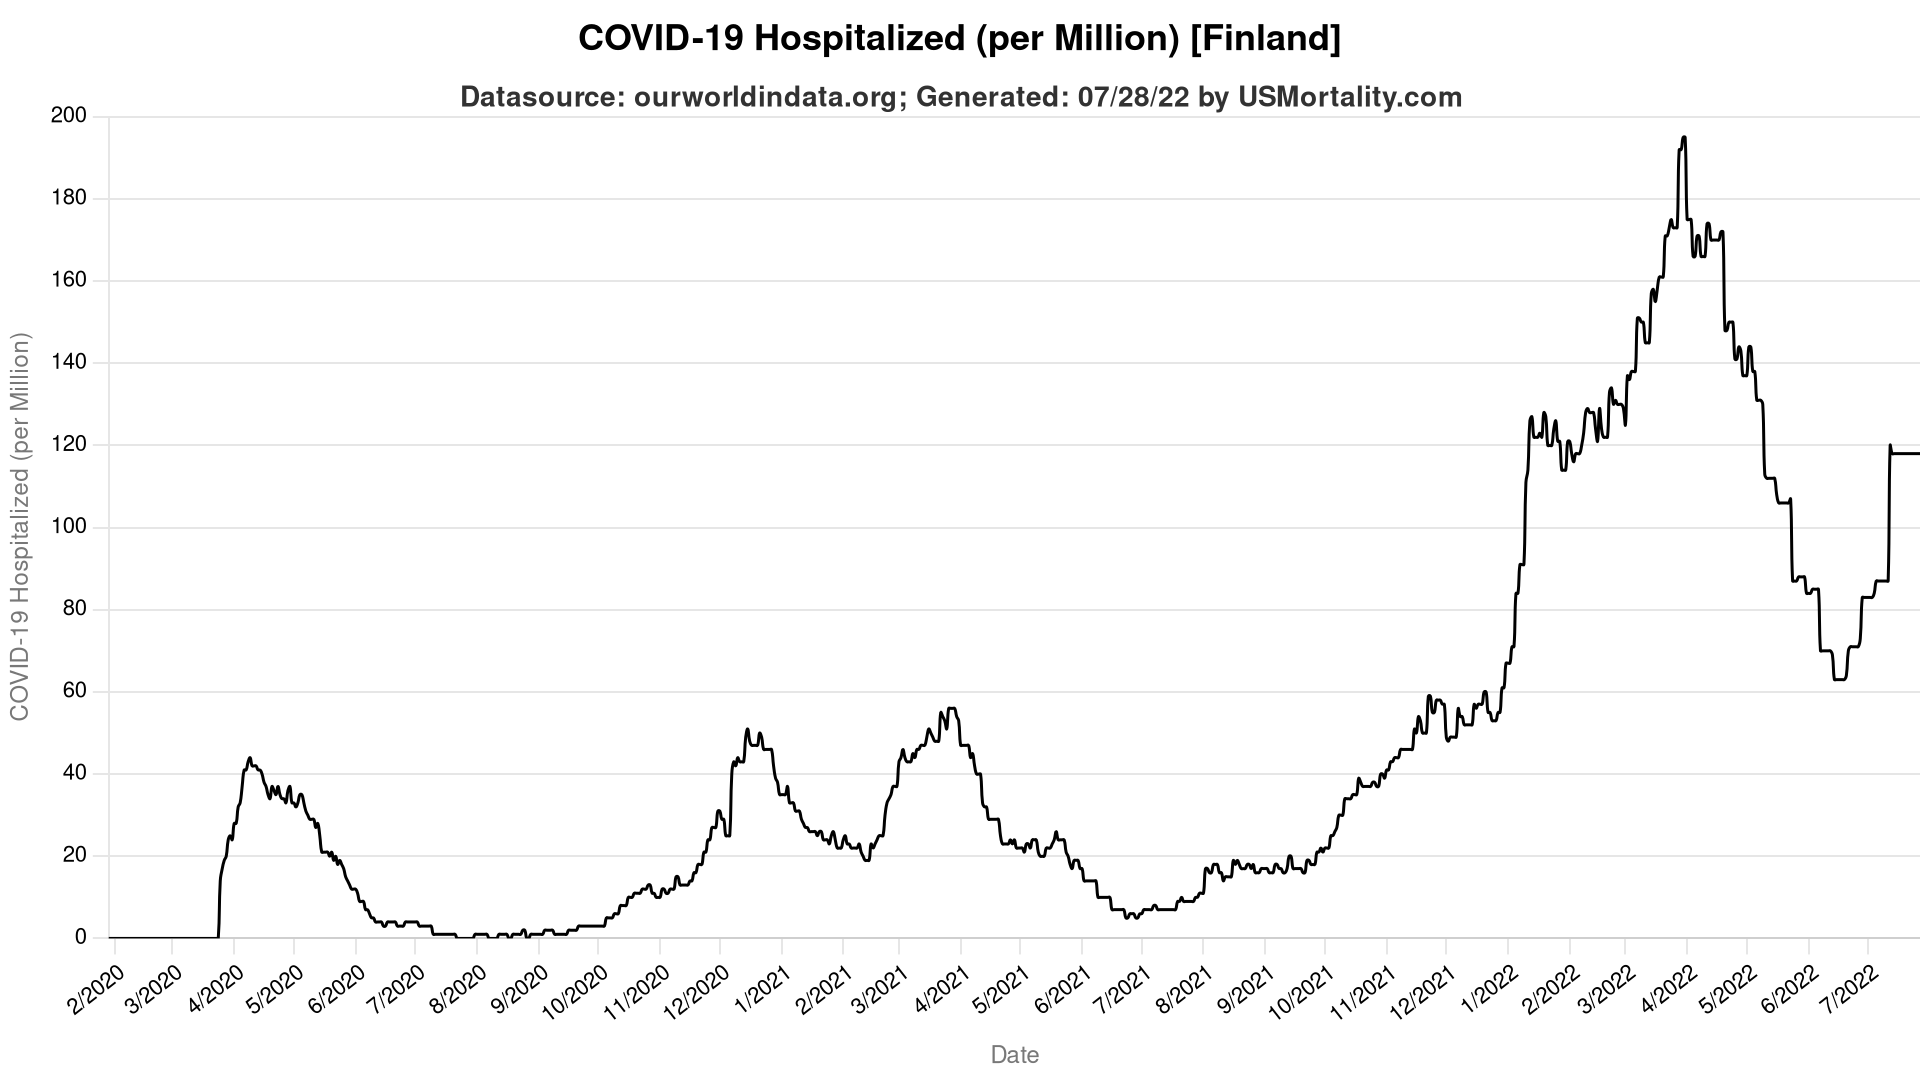 COVID-19 Hospitalized (per Million) [Finland]
Datasource: ourworldindata.org; Generated: 07/28/22 by USMortality.com
COVID-19 Hospitalized (per Million)
200
180
160
140
120
100
80
60
40
20
0
2/2020 3/2020 4/2020 5/2020 6/2020 7/2020 8/2020 9/2020 10/2020 11/2020 12/2020 1/2021 2/2021 3/2021 4/2021 5/2021 6/2021 7/2021 8/2021 9/2021 10/2021 11/2021 12/2021 1/2022 2/2022 3/2022 4/2022 5/2022 6/2022 7/2022
Date